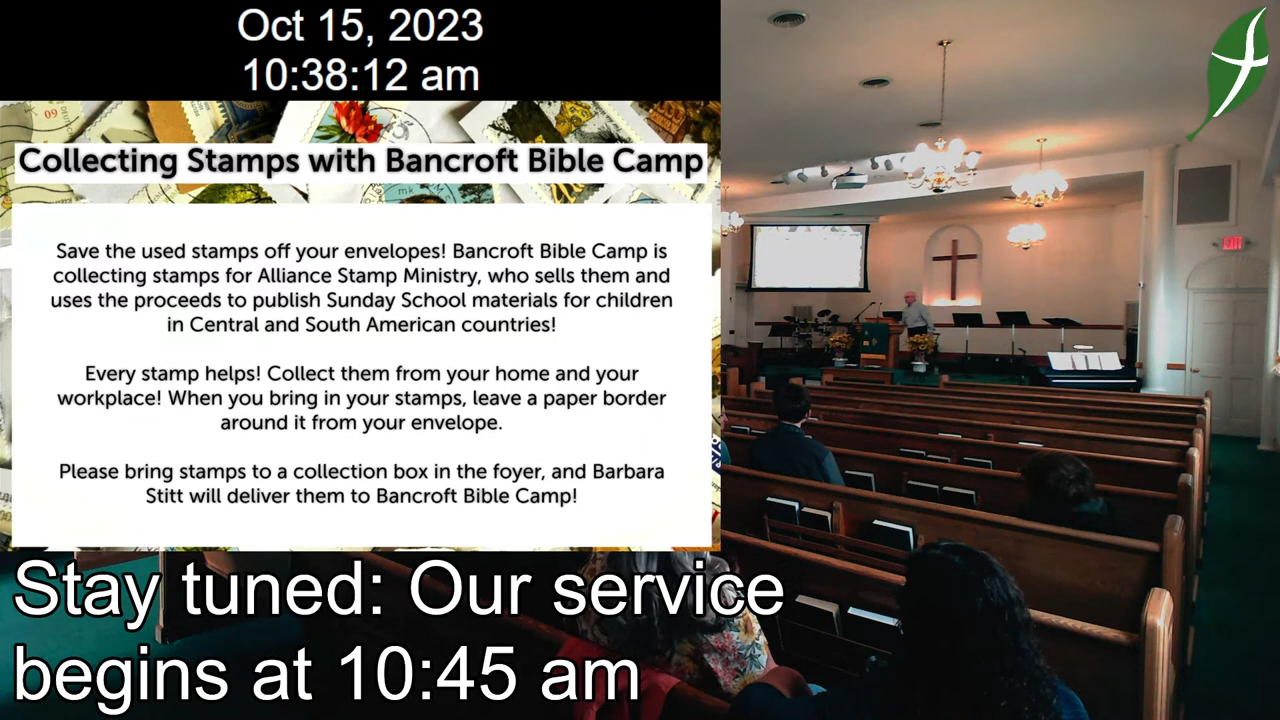 Oct 15, 2023
10:38:12 am
09
mk
Collecting Stamps with Bancroft Bible Camp
Save the used stamps off your envelopes! Bancroft Bible Camp is
collecting stamps for Alliance Stamp Ministry, who sells them and
uses the proceeds to publish Sunday School materials for children
in Central and South American countries!
Every stamp helps! Collect them from your home and your
workplace! When you bring in your stamps, leave a paper border
around it from your envelope.
Please bring stamps to a collection box in the foyer, and Barbara
Stitt will deliver them to Bancroft Bible Camp!
Stay tuned: Our service
begins at 10:45 am